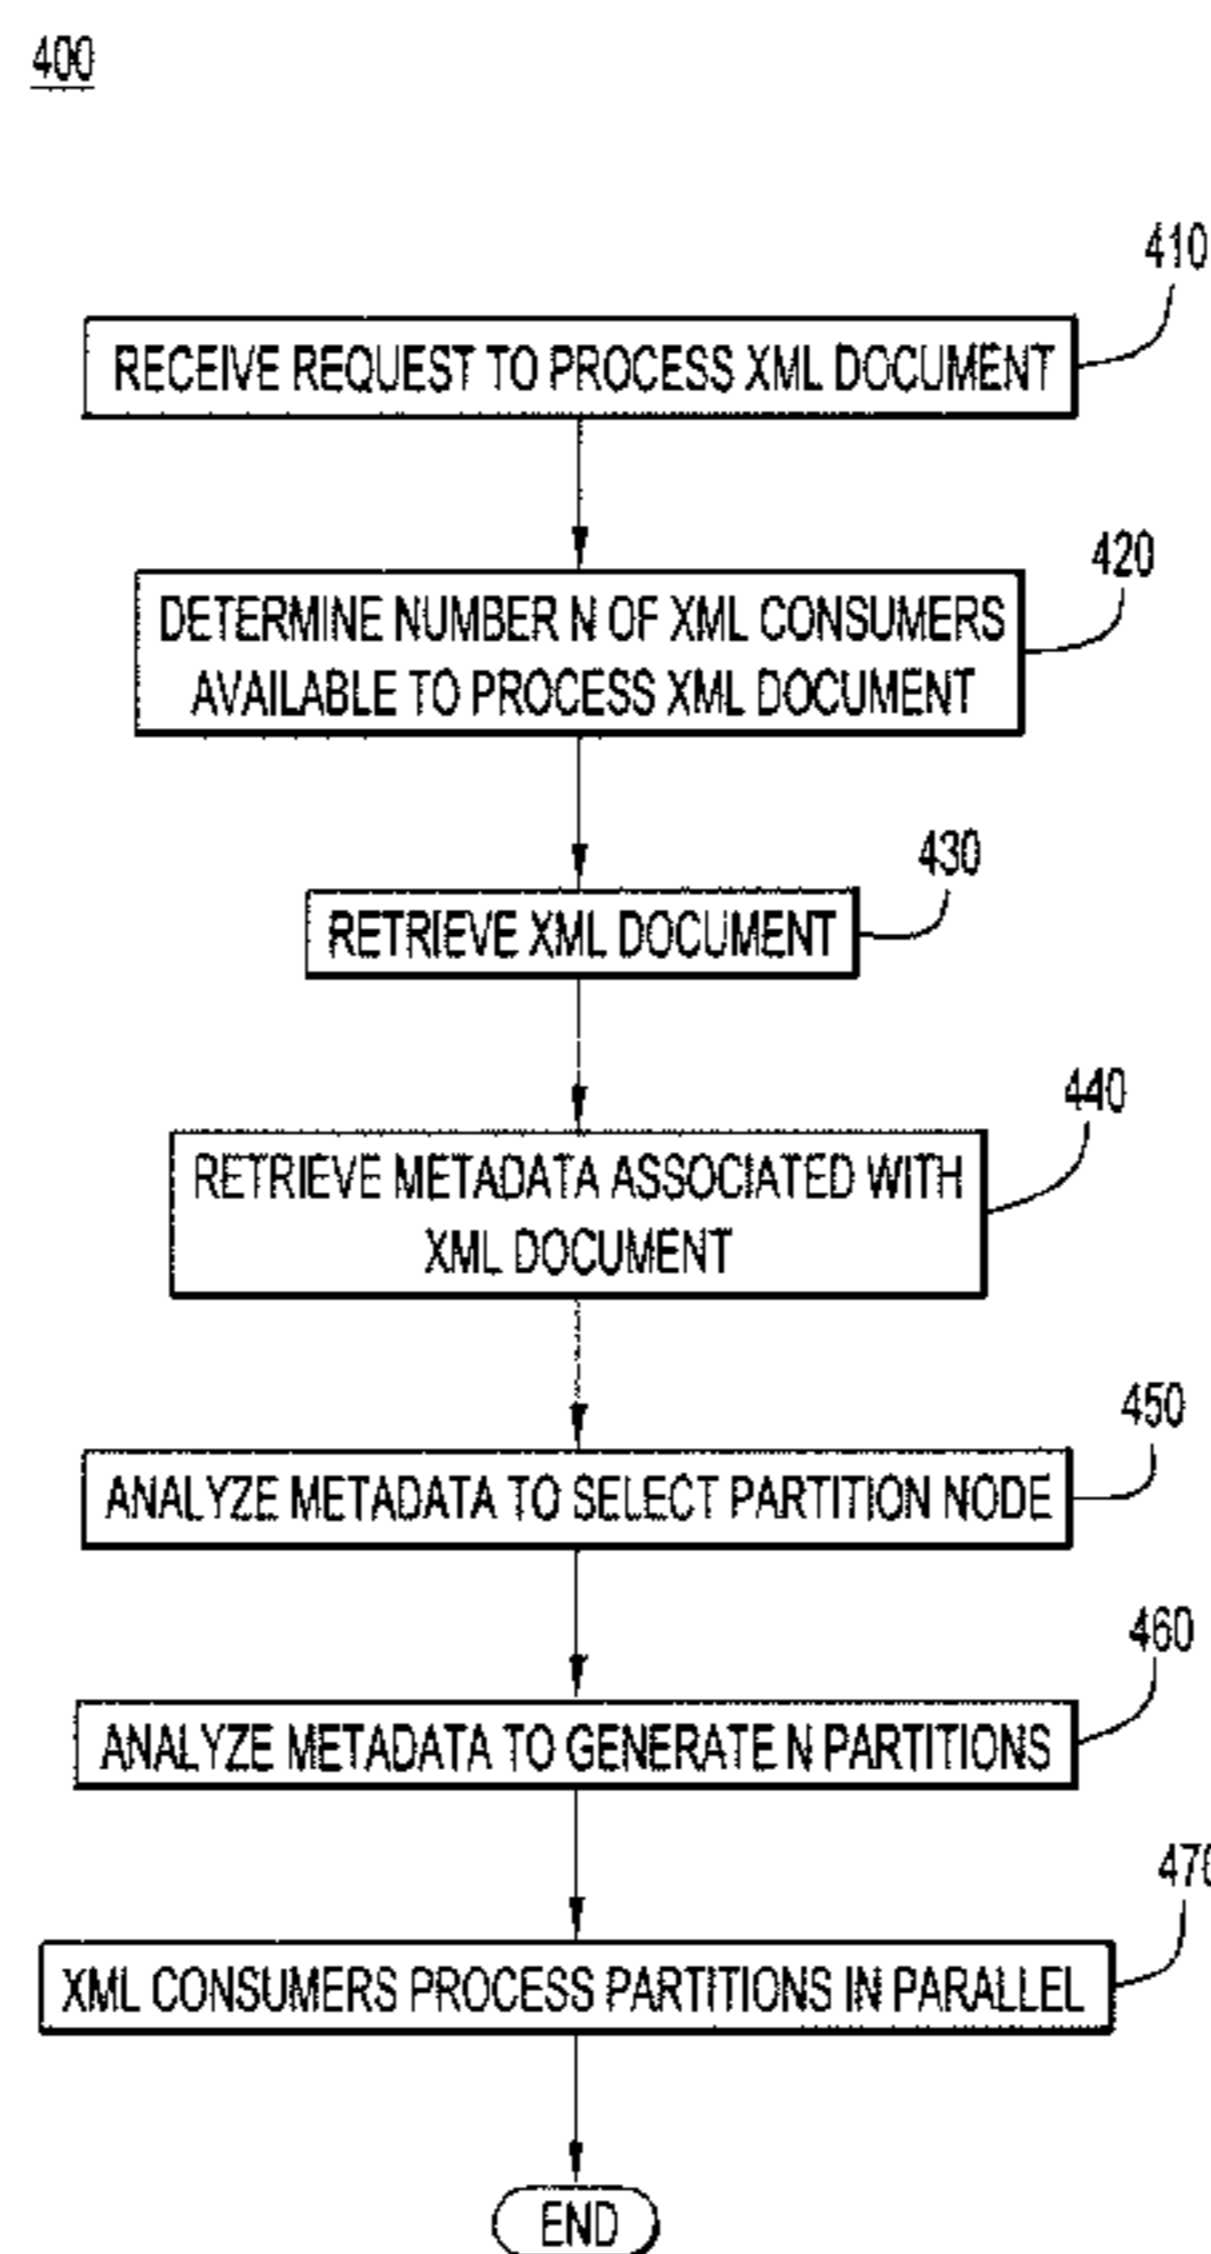 400
410
RECEIVE REQUEST TO PROCESS XML DOCUMENT
420
DETERMINE NUMBER N OF XML CONSUMERS
AVAILABLE TO PROCESS XML DOCUMENT
430
RETRIEVE XML DOCUMENT
440
RETRIEVE METADATA ASSOCIATED WITH
XML DOCUMENT
450
ANALYZE METADATA TO SELECT PARTITION NODE
460
ANALYZE METADATA TO GENERATE N PARTITIONS
470
XML CONSUMERS PROCESS PARTITIONS IN PARALLEL
END